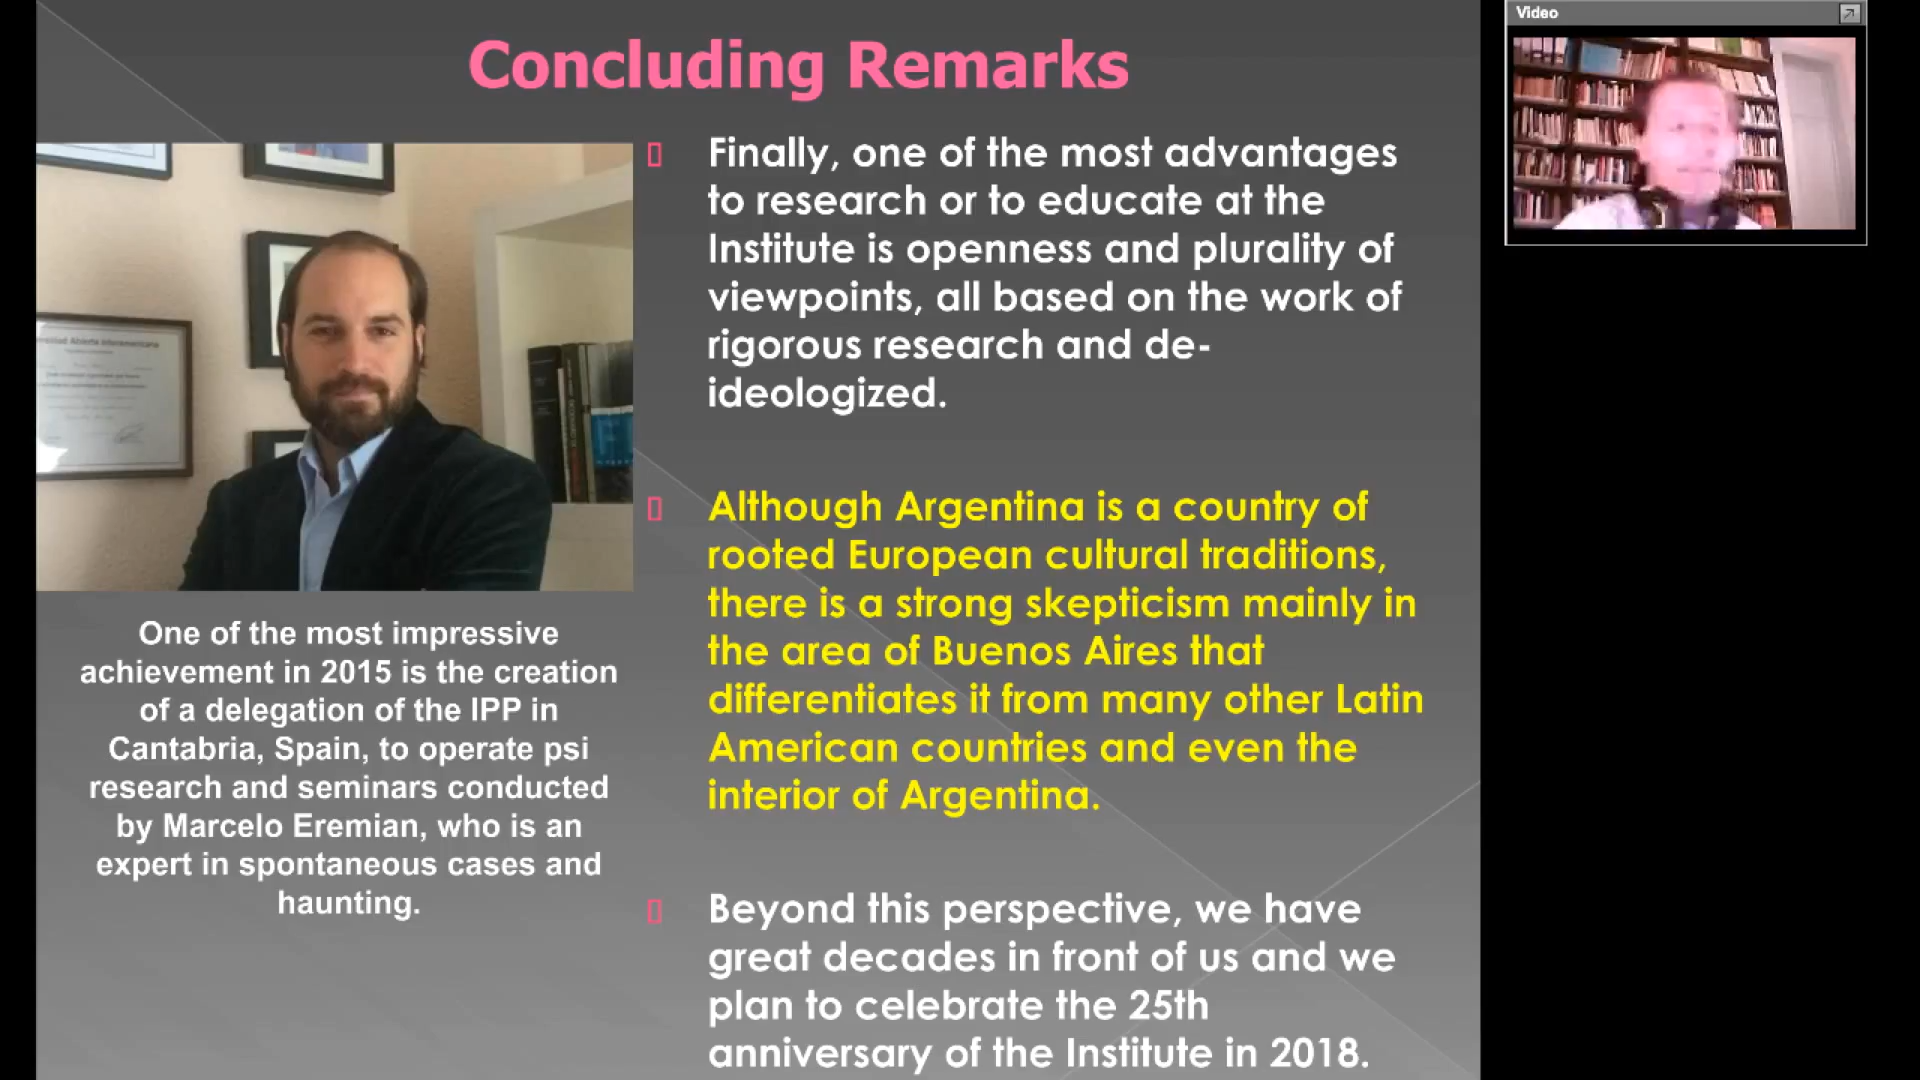 Concluding Remarks
Video
Finally, one of the most advantages
to research or to educate at the
Institute is openness and plurality of
viewpoints, all based on the work of
rigorous research and de-
ideologized.
Although Argentina is a country of
rooted European cultural traditions,
there is a strong skepticism mainly in
the area of Buenos Aires that
differentiates it from many other Latin
American countries and even the
interior of Argentina.
Beyond this perspective, we have
great decades in front of us and we
plan to celebrate the 25th
anniversary of the Institute in 2018.
One of the most impressive
achievement in 2015 is the creation
of a delegation of the IPP in
Cantabria, Spain, to operate psi
research and seminars conducted
by Marcelo Eremian, who is an
expert in spontaneous cases and
haunting.